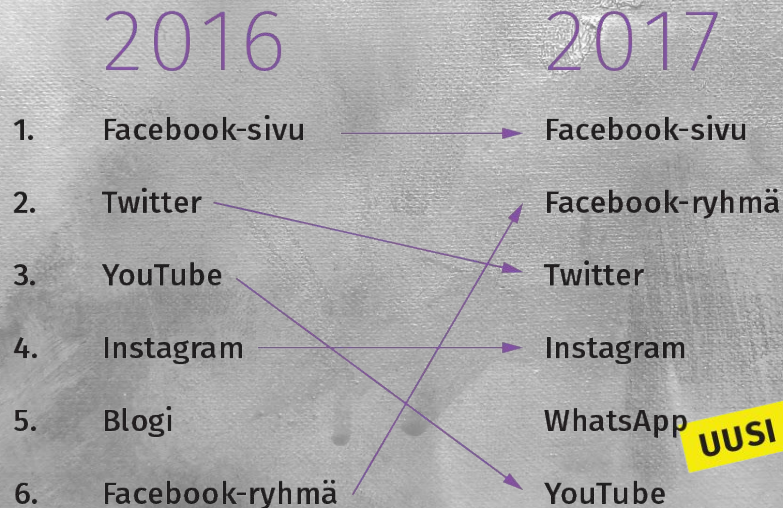 2016 2017
1. Facebook-sivu Facebook-sivu
2. Twitter Facebook-ryhmä
3. YouTube Twitter
4. Instagram Instagram
5. Blogi WhatsApp UUSI
6. Facebook-ryhmä YouTube